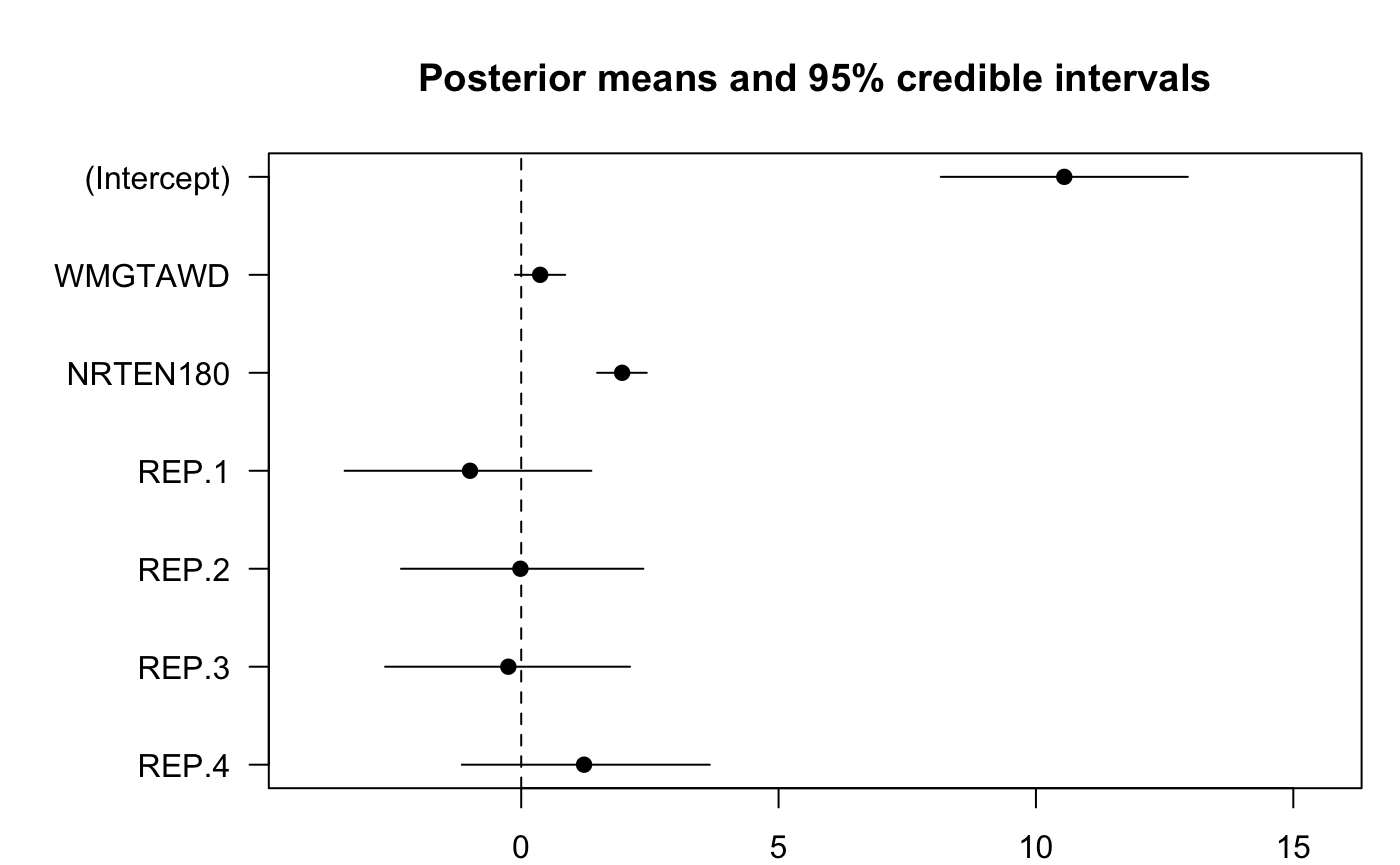 Posterior means and 95% credible intervals
(Intercept)
WMGTAWD
NRTEN180
REP.1
REP.2
REP.3
REP.4
0 5 10 15